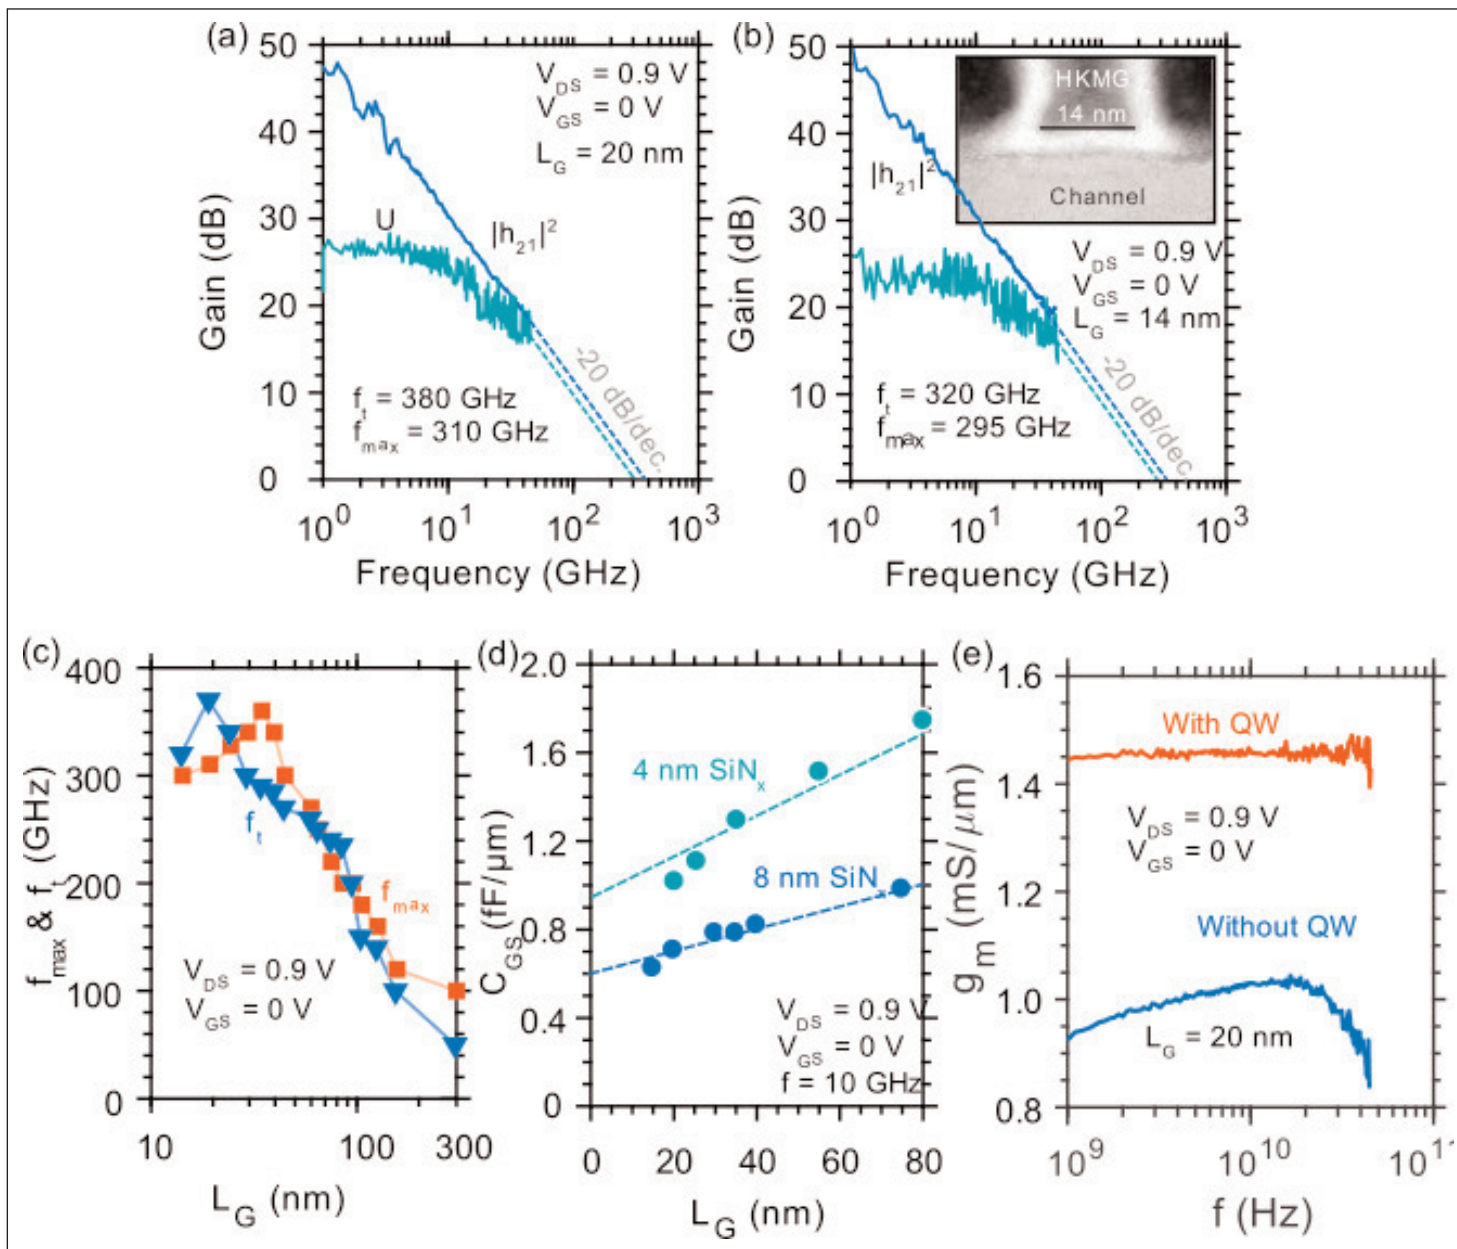 (a)
50
40
30
20
10
0
Gain (dB)
V_DS = 0.9 V
V_GS = 0 V
L_G = 20 nm
U
|h_21|^2
-20 dB/dec.
f_t = 380 GHz
f_max = 310 GHz
10^0 10^1 10^2 10^3
Frequency (GHz)
(b)
50
40
30
20
10
0
Gain (dB)
HKMG
14 nm
Channel
|h_21|^2
V_DS = 0.9 V
V_GS = 0 V
L_G = 14 nm
-20 dB/dec.
f_t = 320 GHz
f_max = 295 GHz
10^0 10^1 10^2 10^3
Frequency (GHz)
(c)
400
300
200
100
0
f_max & f_t (GHz)
f_t
f_max
V_DS = 0.9 V
V_GS = 0 V
10 100 300
L_G (nm)
(d)
2.0
1.6
1.2
0.8
0.4
0
C_GS (fF/μm)
4 nm SiN_x
8 nm SiN
V_DS = 0.9 V
V_GS = 0 V
f = 10 GHz
0 20 40 60 80
L_G (nm)
(e)
1.6
1.4
1.2
1.0
0.8
g_m (mS/μm)
With QW
V_DS = 0.9 V
V_GS = 0 V
Without QW
L_G = 20 nm
10^9 10^10 10^11
f (Hz)